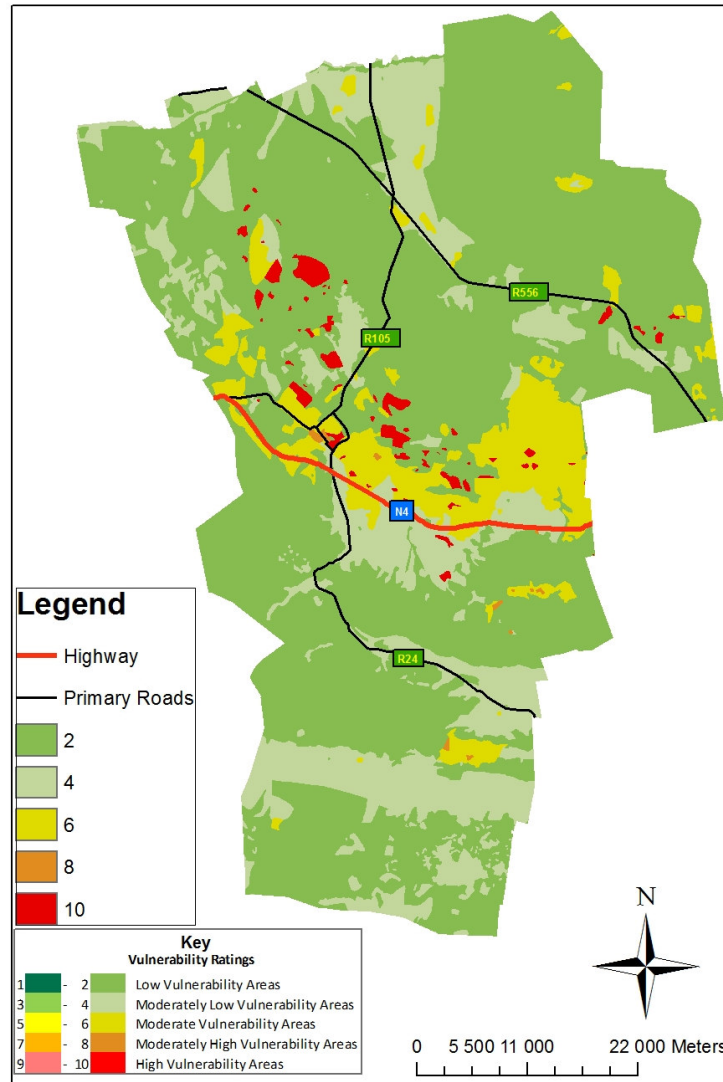 R556
R105
N4
R24
Legend
Highway
Primary Roads
2
4
6
8
10
Key
Vulnerability Ratings
1 - 2 Low Vulnerability Areas
3 - 4 Moderately Low Vulnerability Areas
5 - 6 Moderate Vulnerability Areas
7 - 8 Moderately High Vulnerability Areas
9 - 10 High Vulnerability Areas
N
0 5 500 11 000 22 000 Meters